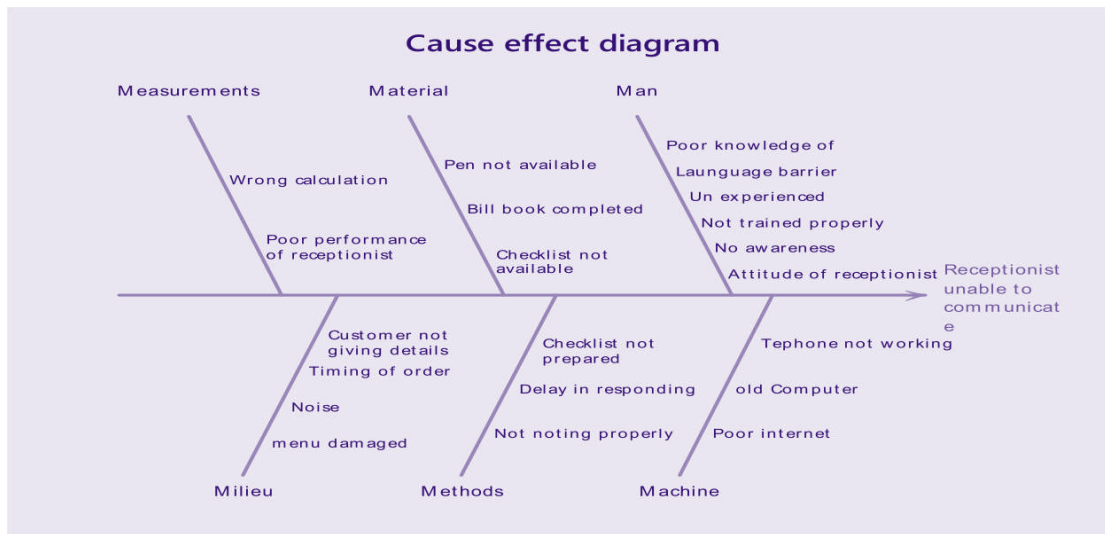 Cause effect diagram
Measurements
Material
Man
Wrong calculation
Poor performance
of receptionist
Pen not available
Bill book completed
Checklist not
available
Poor knowledge of
Launguage barrier
Un experienced
Not trained properly
No awareness
Attitude of receptionist
Receptionist
unable to
communicat
e
Customer not
giving details
Timing of order
Noise
menu damaged
Checklist not
prepared
Delay in responding
Not noting properly
Tephone not working
old Computer
Poor internet
Milieu
Methods
Machine